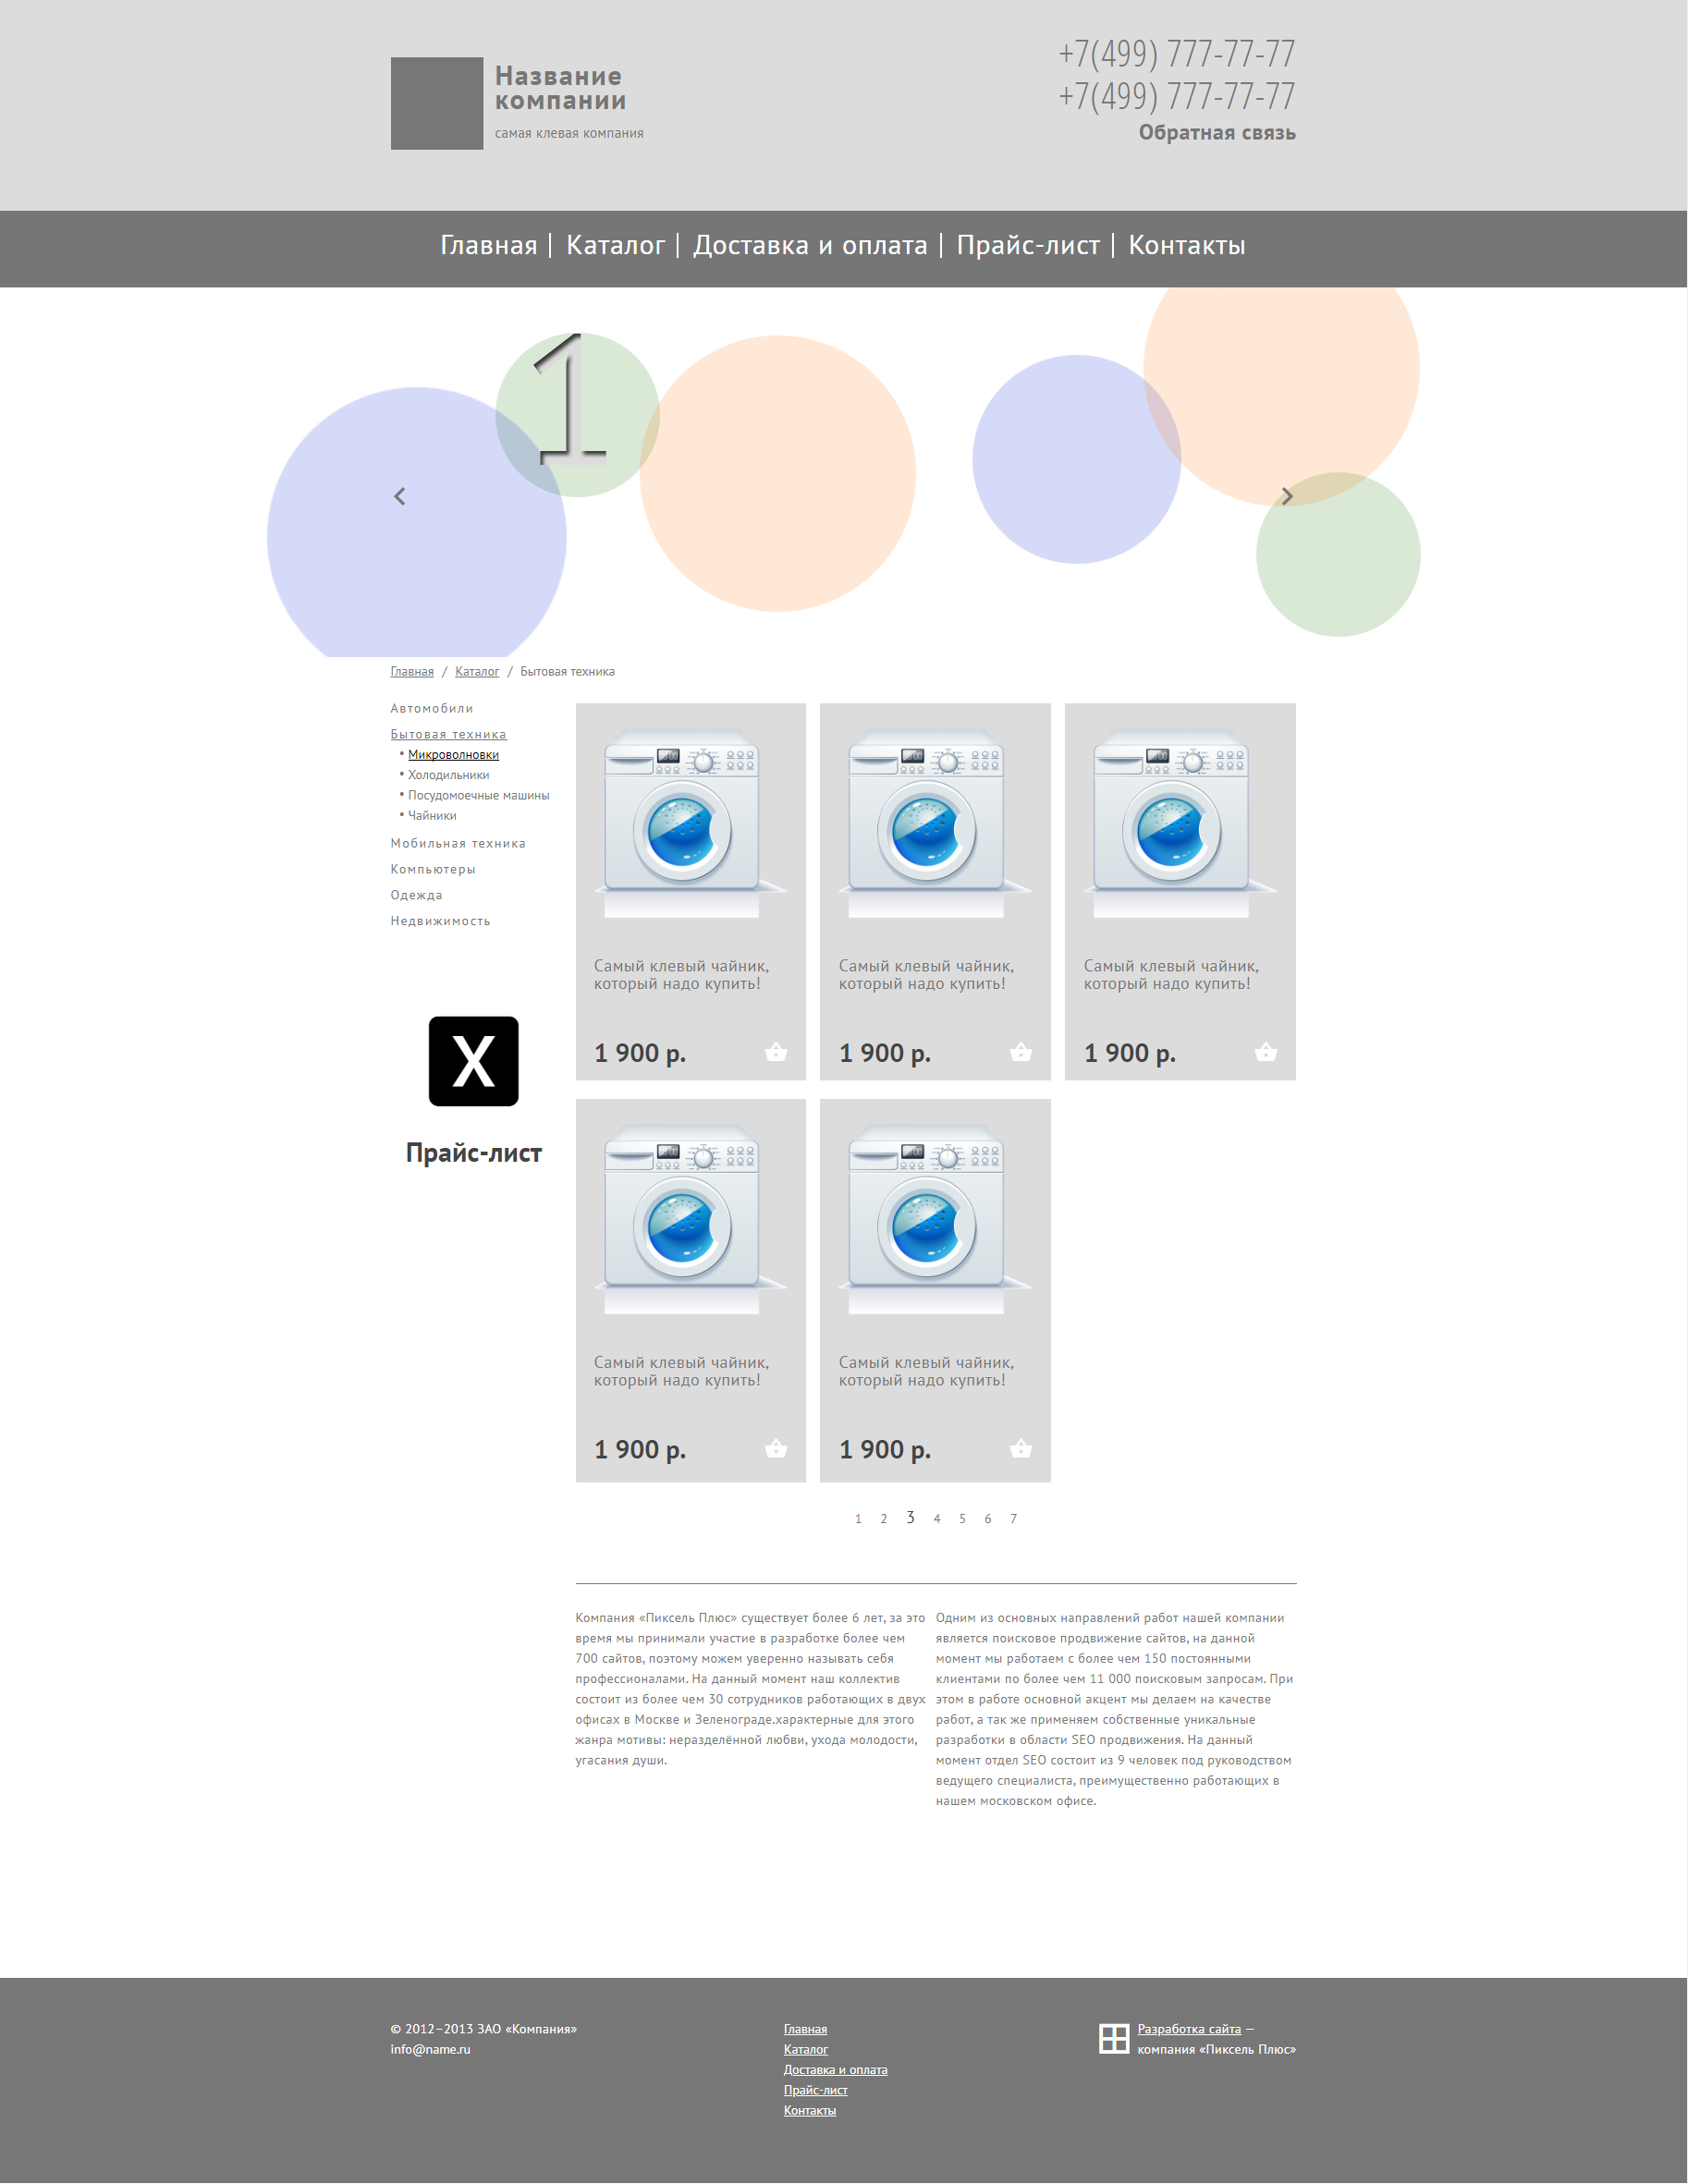 Название
компании
самая клевая компания
+7(499) 777-77-77
+7(499) 777-77-77
Обратная связь
Главная | Каталог | Доставка и оплата | Прайс-лист | Контакты
1
Главная / Каталог / Бытовая техника
Автомобили
Бытовая техника
• Микроволновки
• Холодильники
• Посудомоечные машины
• Чайники
Мобильная техника
Компьютеры
Одежда
Недвижимость
X
Прайс-лист
Самый клевый чайник,
который надо купить!
1 900 р.
Самый клевый чайник,
который надо купить!
1 900 р.
Самый клевый чайник,
который надо купить!
1 900 р.
Самый клевый чайник,
который надо купить!
1 900 р.
Самый клевый чайник,
который надо купить!
1 900 р.
1 2 3 4 5 6 7
Компания «Пиксель Плюс» существует более 6 лет, за это
время мы принимали участие в разработке более чем
700 сайтов, поэтому можем уверенно называть себя
профессионалами. На данный момент наш коллектив
состоит из более чем 30 сотрудников работающих в двух
офисах в Москве и Зеленограде.характерные для этого
жанра мотивы: неразделённой любви, ухода молодости,
угасания души.
Одним из основных направлений работ нашей компании
является поисковое продвижение сайтов, на данной
момент мы работаем с более чем 150 постоянными
клиентами по более чем 11 000 поисковым запросам. При
этом в работе основной акцент мы делаем на качестве
работ, а так же применяем собственные уникальные
разработки в области SEO продвижения. На данный
момент отдел SEO состоит из 9 человек под руководством
ведущего специалиста, преимущественно работающих в
нашем московском офисе.
© 2012–2013 ЗАО «Компания»
info@name.ru
Главная
Каталог
Доставка и оплата
Прайс-лист
Контакты
Разработка сайта —
компания «Пиксель Плюс»